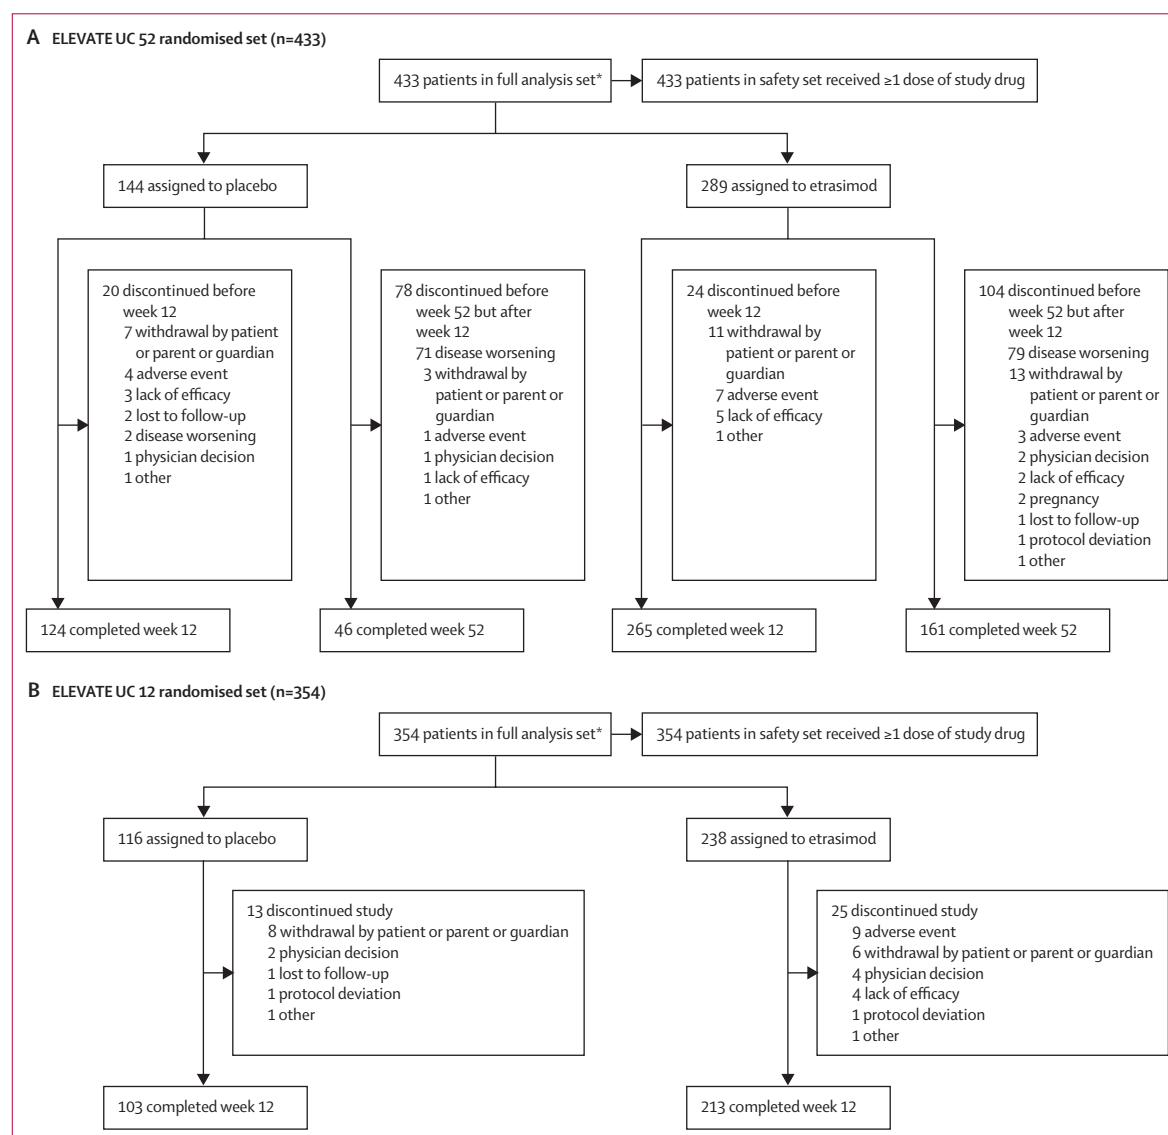 A ELEVATE UC 52 randomised set (n=433)
433 patients in full analysis set*
433 patients in safety set received ≥1 dose of study drug
144 assigned to placebo
289 assigned to etrasimod
20 discontinued before
week 12
7 withdrawal by patient
or parent or guardian
4 adverse event
3 lack of efficacy
2 lost to follow-up
2 disease worsening
1 physician decision
1 other
78 discontinued before
week 52 but after
week 12
71 disease worsening
3 withdrawal by
patient or parent or
guardian
1 adverse event
1 physician decision
1 lack of efficacy
1 other
24 discontinued before
week 12
11 withdrawal by
patient or parent or
guardian
7 adverse event
5 lack of efficacy
1 other
104 discontinued before
week 52 but after
week 12
79 disease worsening
13 withdrawal by
patient or parent or
guardian
3 adverse event
2 physician decision
2 lack of efficacy
2 pregnancy
1 lost to follow-up
1 protocol deviation
1 other
124 completed week 12
46 completed week 52
265 completed week 12
161 completed week 52
B ELEVATE UC 12 randomised set (n=354)
354 patients in full analysis set*
354 patients in safety set received ≥1 dose of study drug
116 assigned to placebo
238 assigned to etrasimod
13 discontinued study
8 withdrawal by patient or parent or guardian
2 physician decision
1 lost to follow-up
1 protocol deviation
1 other
25 discontinued study
9 adverse event
6 withdrawal by patient or parent or guardian
4 physician decision
4 lack of efficacy
1 protocol deviation
1 other
103 completed week 12
213 completed week 12